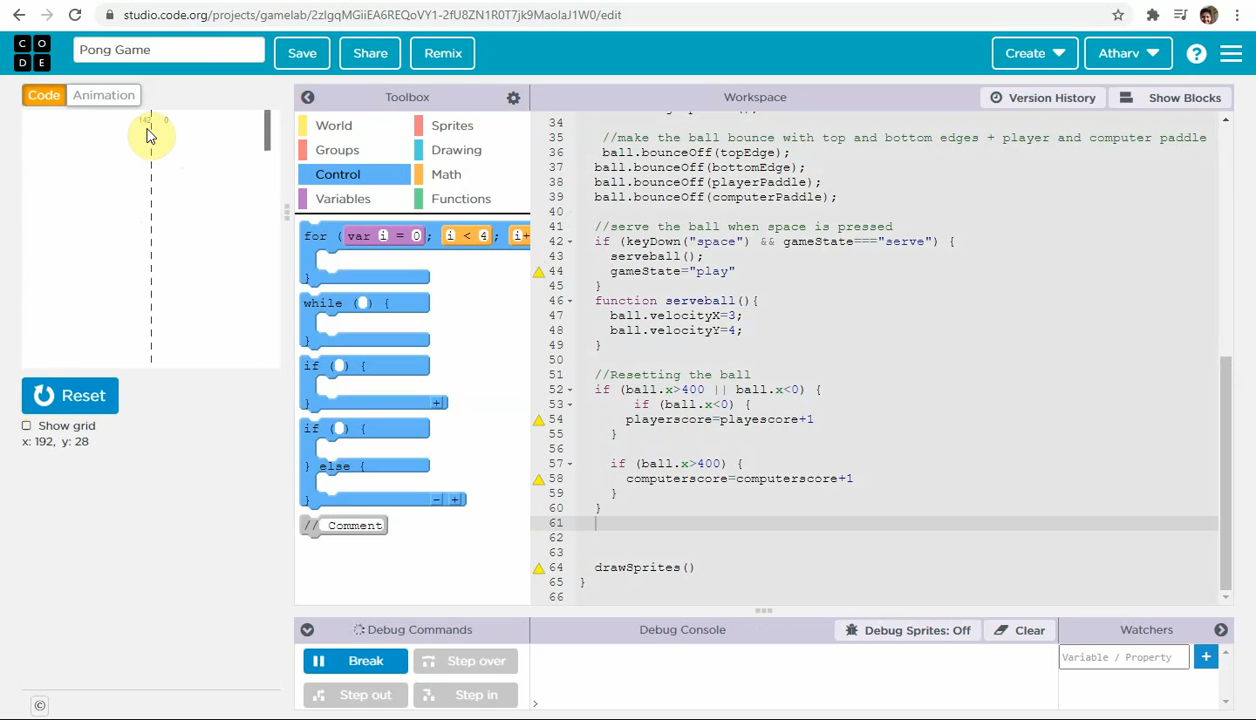 studio.code.org/projects/gamelab/2zIgqMGiiEA6REQoVY1-2fU8ZN1R0T7jk9MaolaJ1W0/edit
CO
DE
Pong Game
Save
Share
Remix
Create
Atharv
?
Code
Animation
Toolbox
Workspace
Version History
Show Blocks
142 0
World
Sprites
Groups
Drawing
Control
Math
Variables
Functions
for ( var i = 0 ; i < 4 ; i+
}
while ( ) {
}
if ( ) {
}
if ( ) {
} else {
}
// Comment
Reset
Show grid
x: 192, y: 28
34
35 //make the ball bounce with top and bottom edges + player and computer paddle
36 ball.bounceOff(topEdge);
37 ball.bounceOff(bottomEdge);
38 ball.bounceOff(playerPaddle);
39 ball.bounceOff(computerPaddle);
40
41 //serve the ball when space is pressed
42 if (keyDown("space") && gameState==="serve") {
43 serveball();
44 gameState="play"
45 }
46 function serveball(){
47 ball.velocityX=3;
48 ball.velocityY=4;
49 }
50
51 //Resetting the ball
52 if (ball.x>400 || ball.x<0) {
53 if (ball.x<0) {
54 playerscore=playescore+1
55 }
56
57 if (ball.x>400) {
58 computerscore=computerscore+1
59 }
60 }
61
62
63
64 drawSprites()
65 }
66
Debug Commands
Debug Console
Debug Sprites: Off
Clear
Watchers
Break
Step over
Step out
Step in
Variable / Property
+
>
©